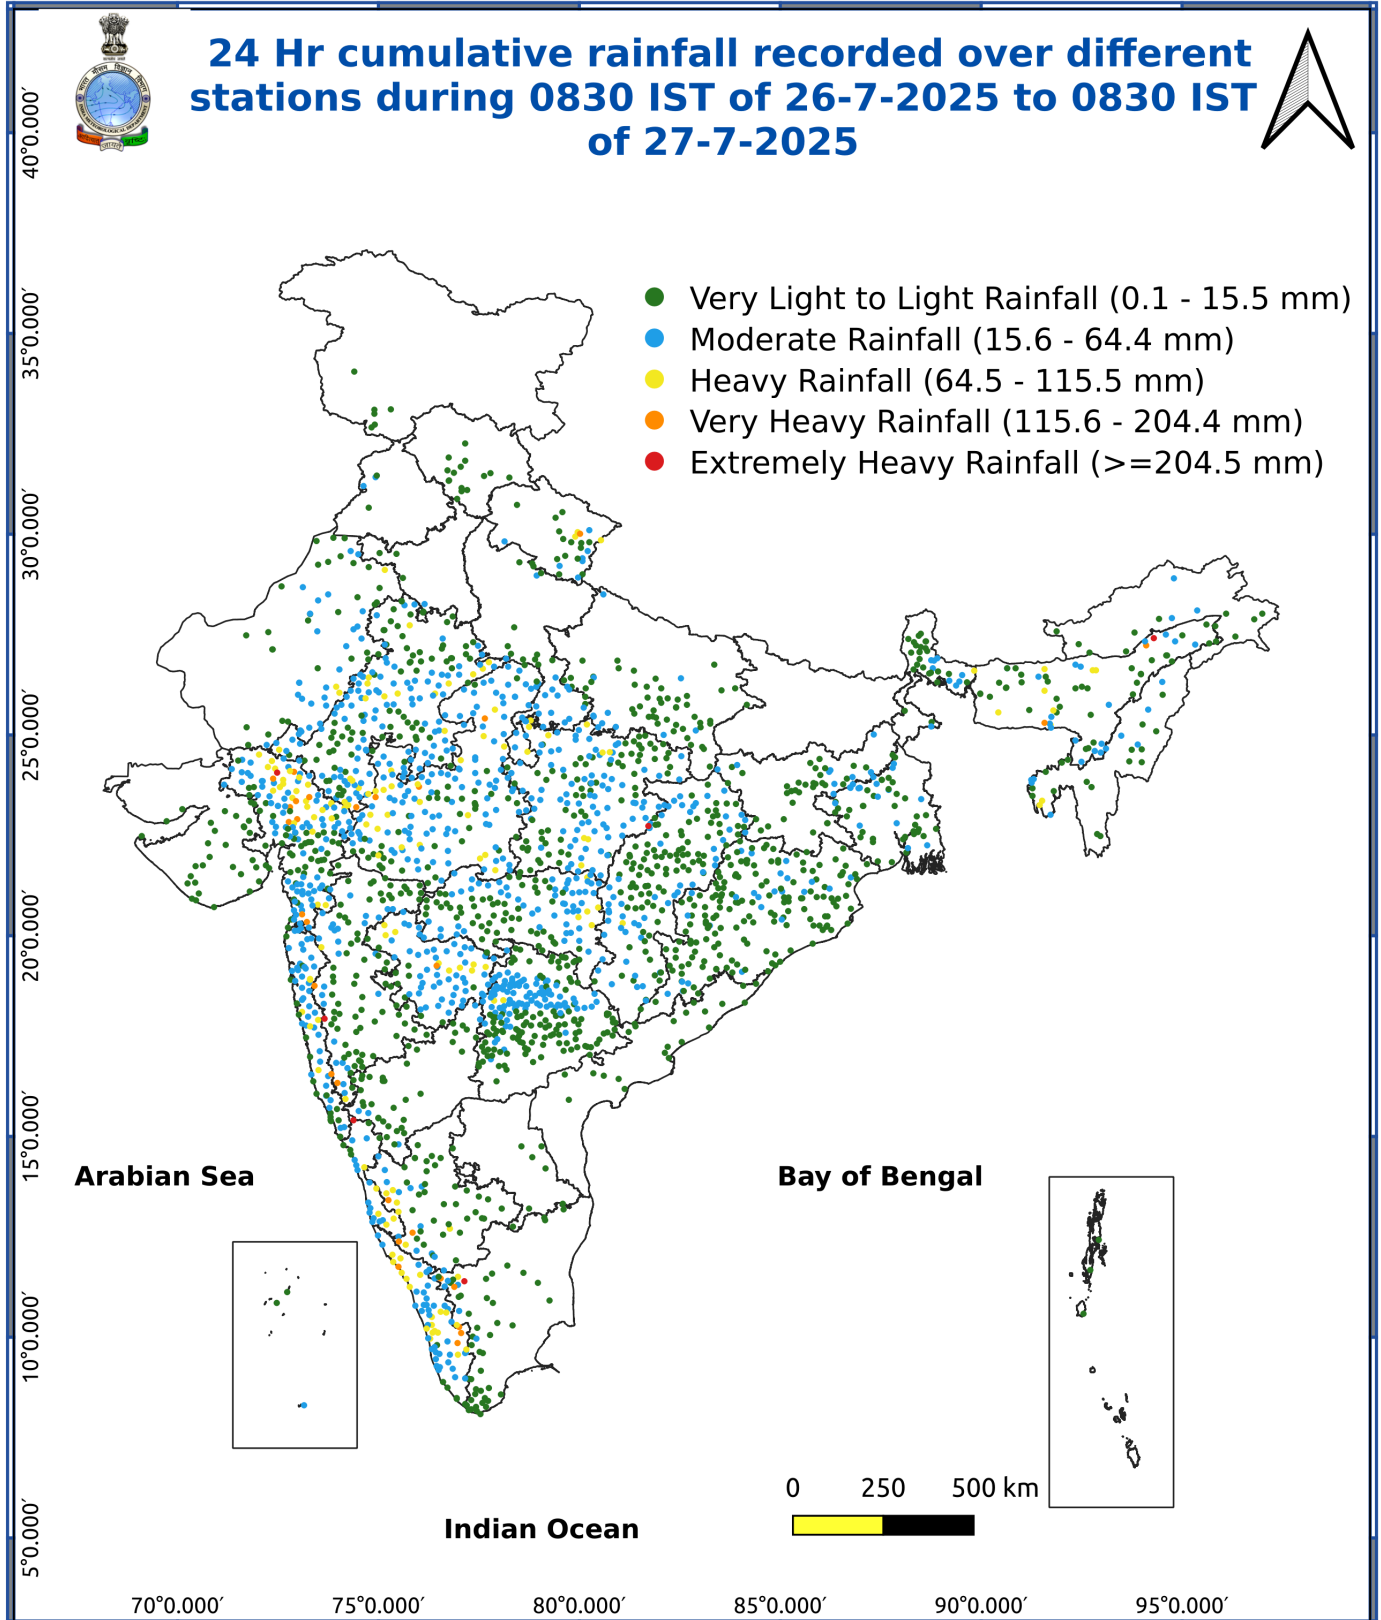 24 Hr cumulative rainfall recorded over different
stations during 0830 IST of 26-7-2025 to 0830 IST
of 27-7-2025
Very Light to Light Rainfall (0.1 - 15.5 mm)
Moderate Rainfall (15.6 - 64.4 mm)
Heavy Rainfall (64.5 - 115.5 mm)
Very Heavy Rainfall (115.6 - 204.4 mm)
Extremely Heavy Rainfall (>=204.5 mm)
40°0.000′
35°0.000′
30°0.000′
25°0.000′
20°0.000′
15°0.000′
10°0.000′
5°0.000′
Arabian Sea
Bay of Bengal
Indian Ocean
0 250 500 km
70°0.000′ 75°0.000′ 80°0.000′ 85°0.000′ 90°0.000′ 95°0.000′